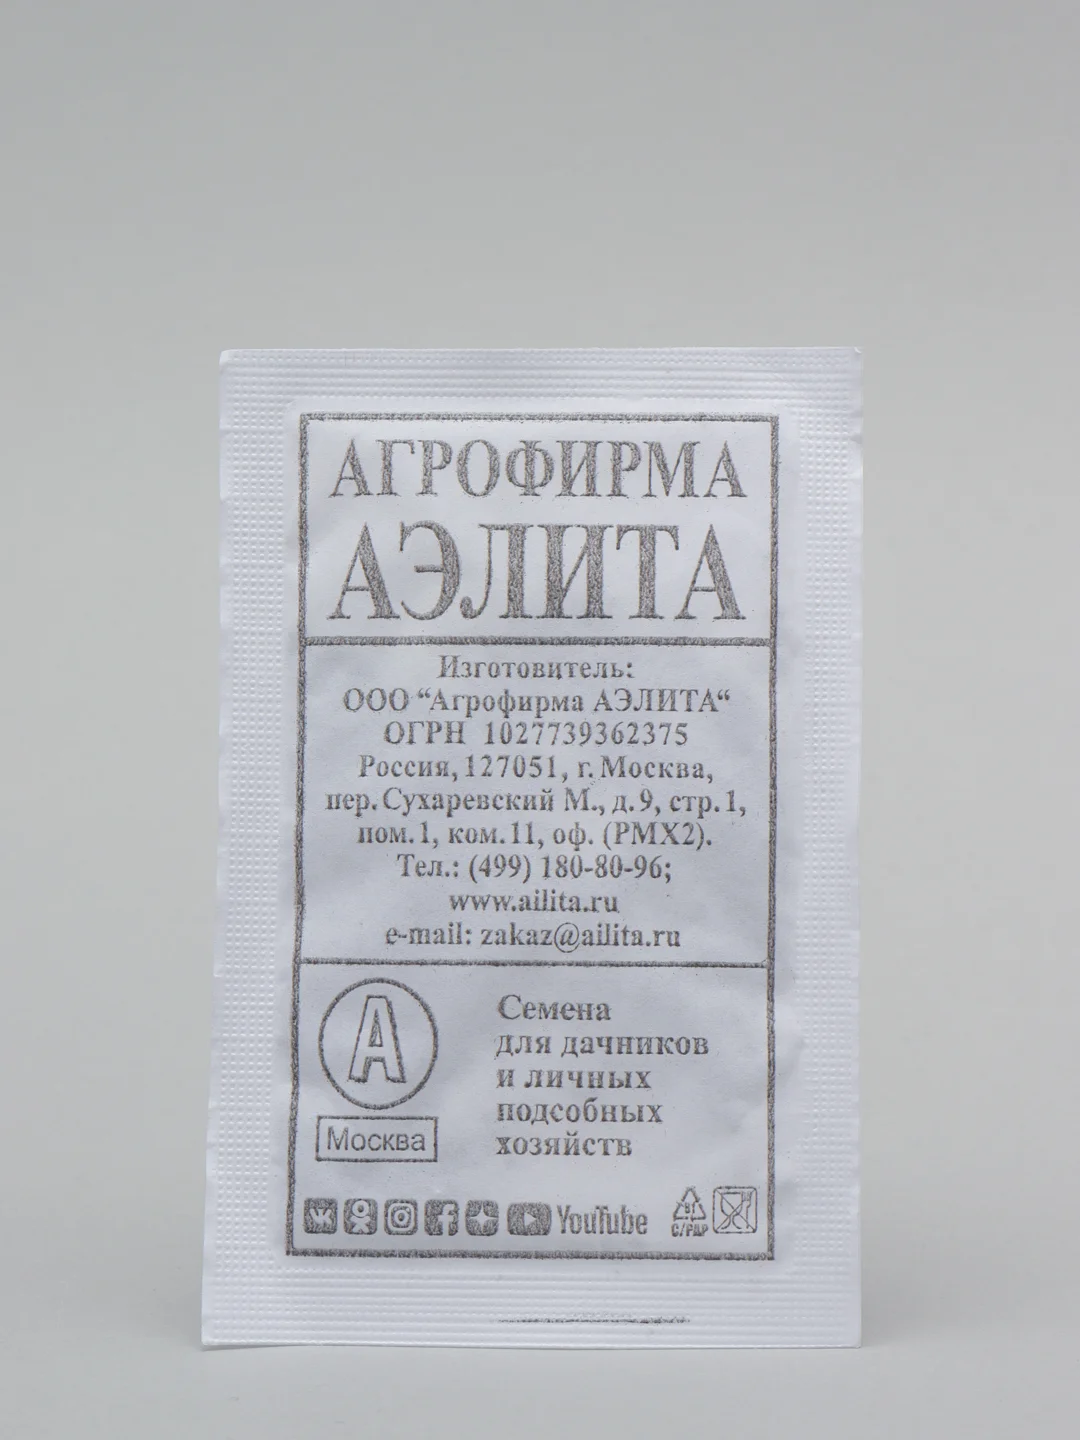 АГРОФИРМА
АЭЛИТА
Изготовитель:
ООО “Агрофирма АЭЛИТА“
ОГРН 1027739362375
Россия, 127051, г. Москва,
пер. Сухаревский М., д. 9, стр. 1,
пом. 1, ком. 11, оф. (РМХ2).
Тел.: (499) 180-80-96;
www.ailita.ru
e-mail: zakaz@ailita.ru
А
Москва
Семена
для дачников
и личных
подсобных
хозяйств
YouTube
81
C/PAP